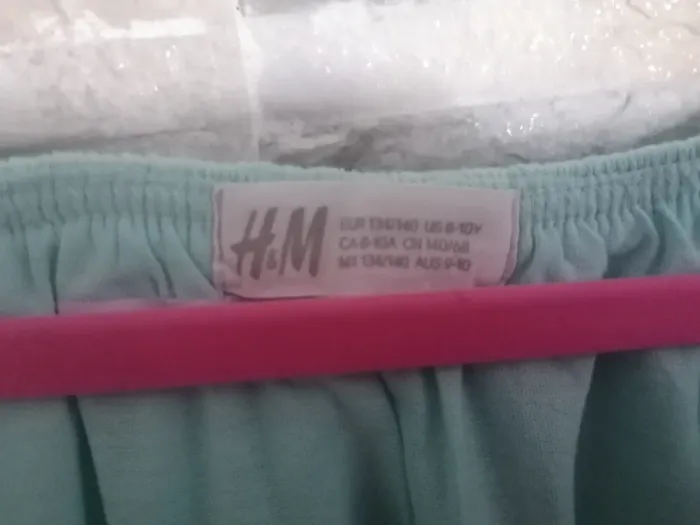 H&M
EUR 134/140 US 8-10Y
CA 8-10A CN 140/68
MX 134/140 AUS 9-10